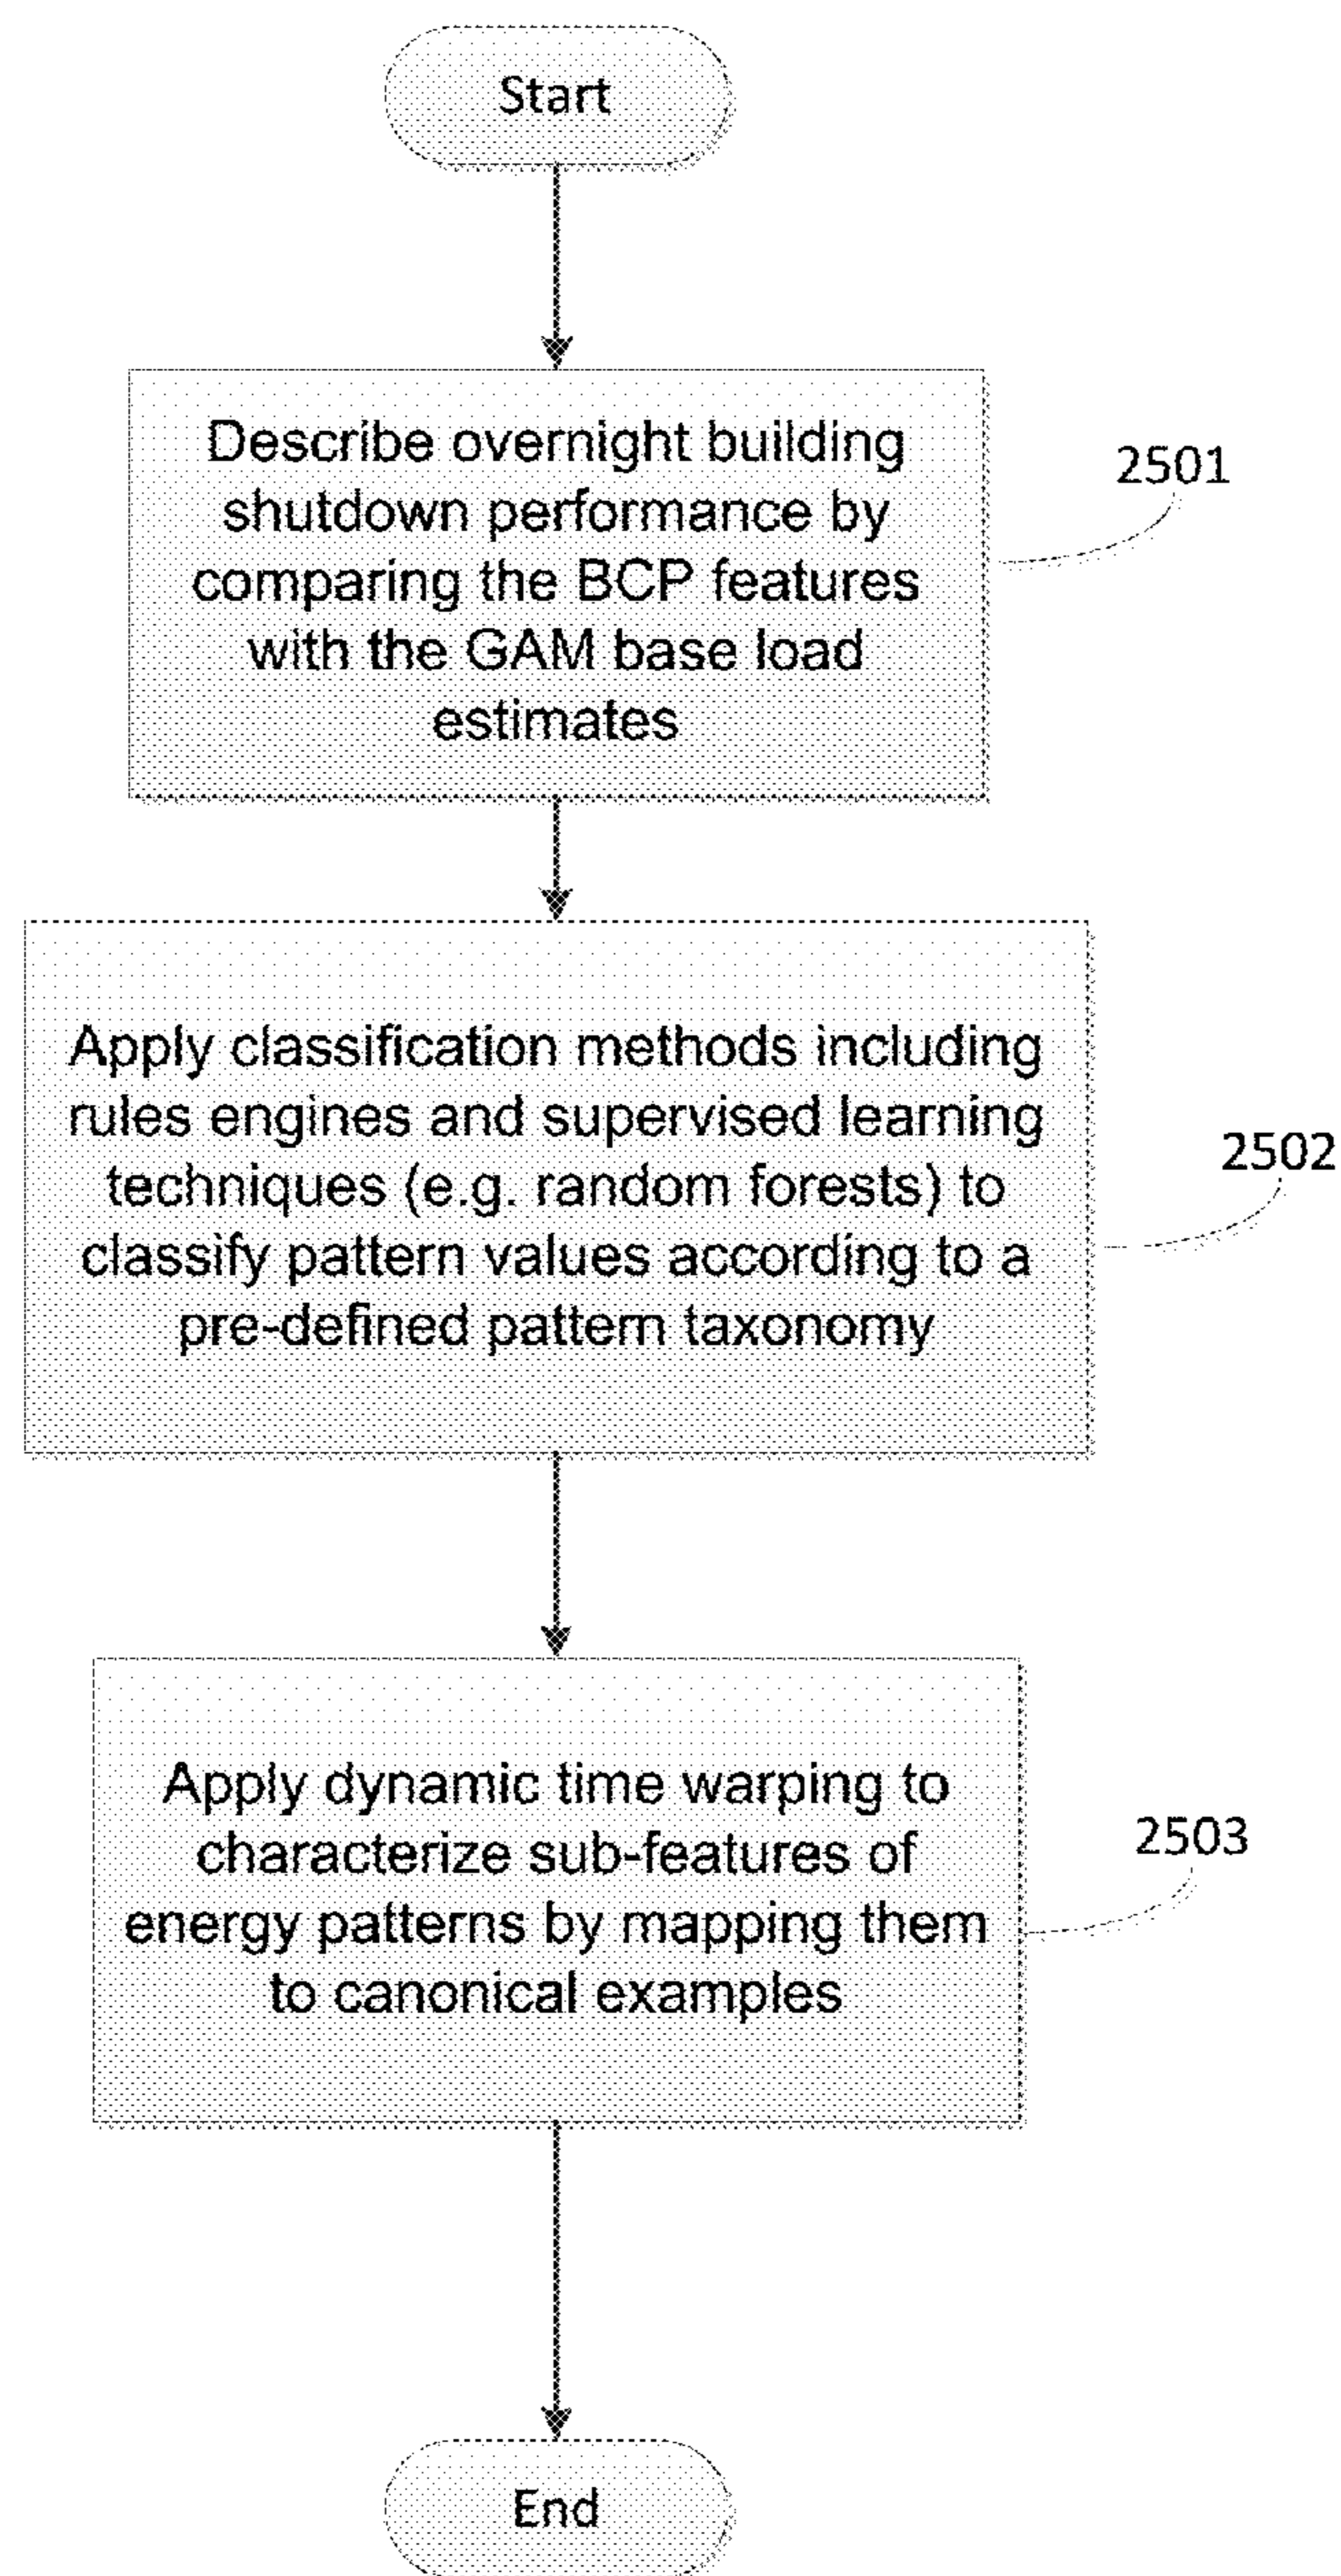 Start
Describe overnight building
shutdown performance by
comparing the BCP features
with the GAM base load
estimates
2501
Apply classification methods including
rules engines and supervised learning
techniques (e.g. random forests) to
classify pattern values according to a
pre-defined pattern taxonomy
2502
Apply dynamic time warping to
characterize sub-features of
energy patterns by mapping them
to canonical examples
2503
End